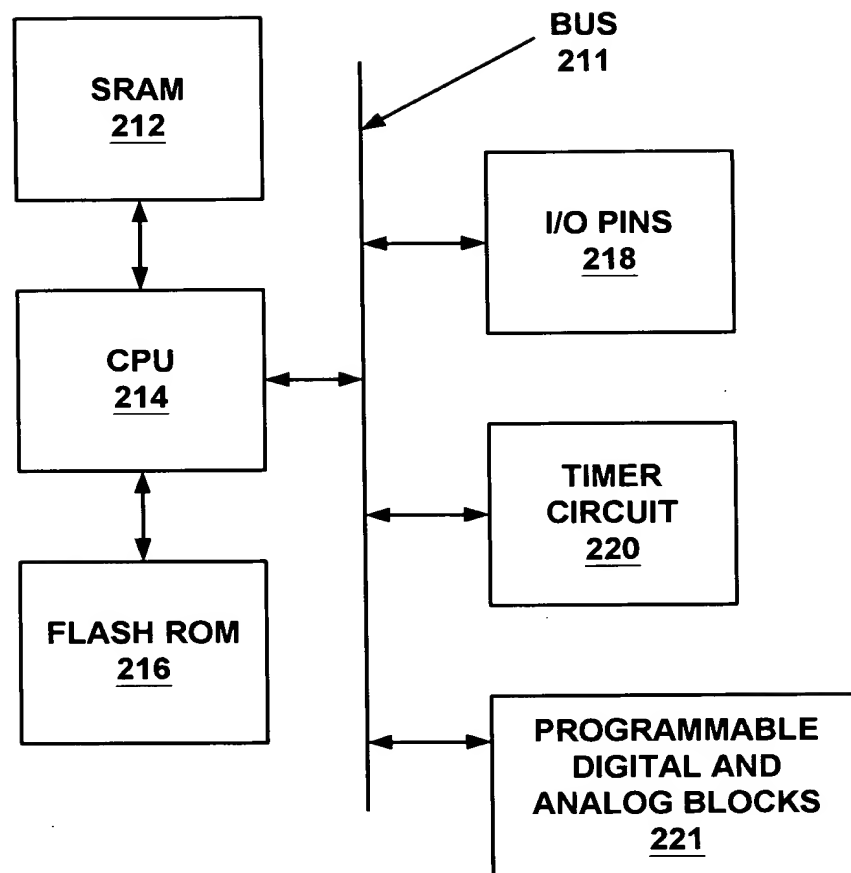 BUS
211
SRAM
212
I/O PINS
218
CPU
214
TIMER
CIRCUIT
220
FLASH ROM
216
PROGRAMMABLE
DIGITAL AND
ANALOG BLOCKS
221